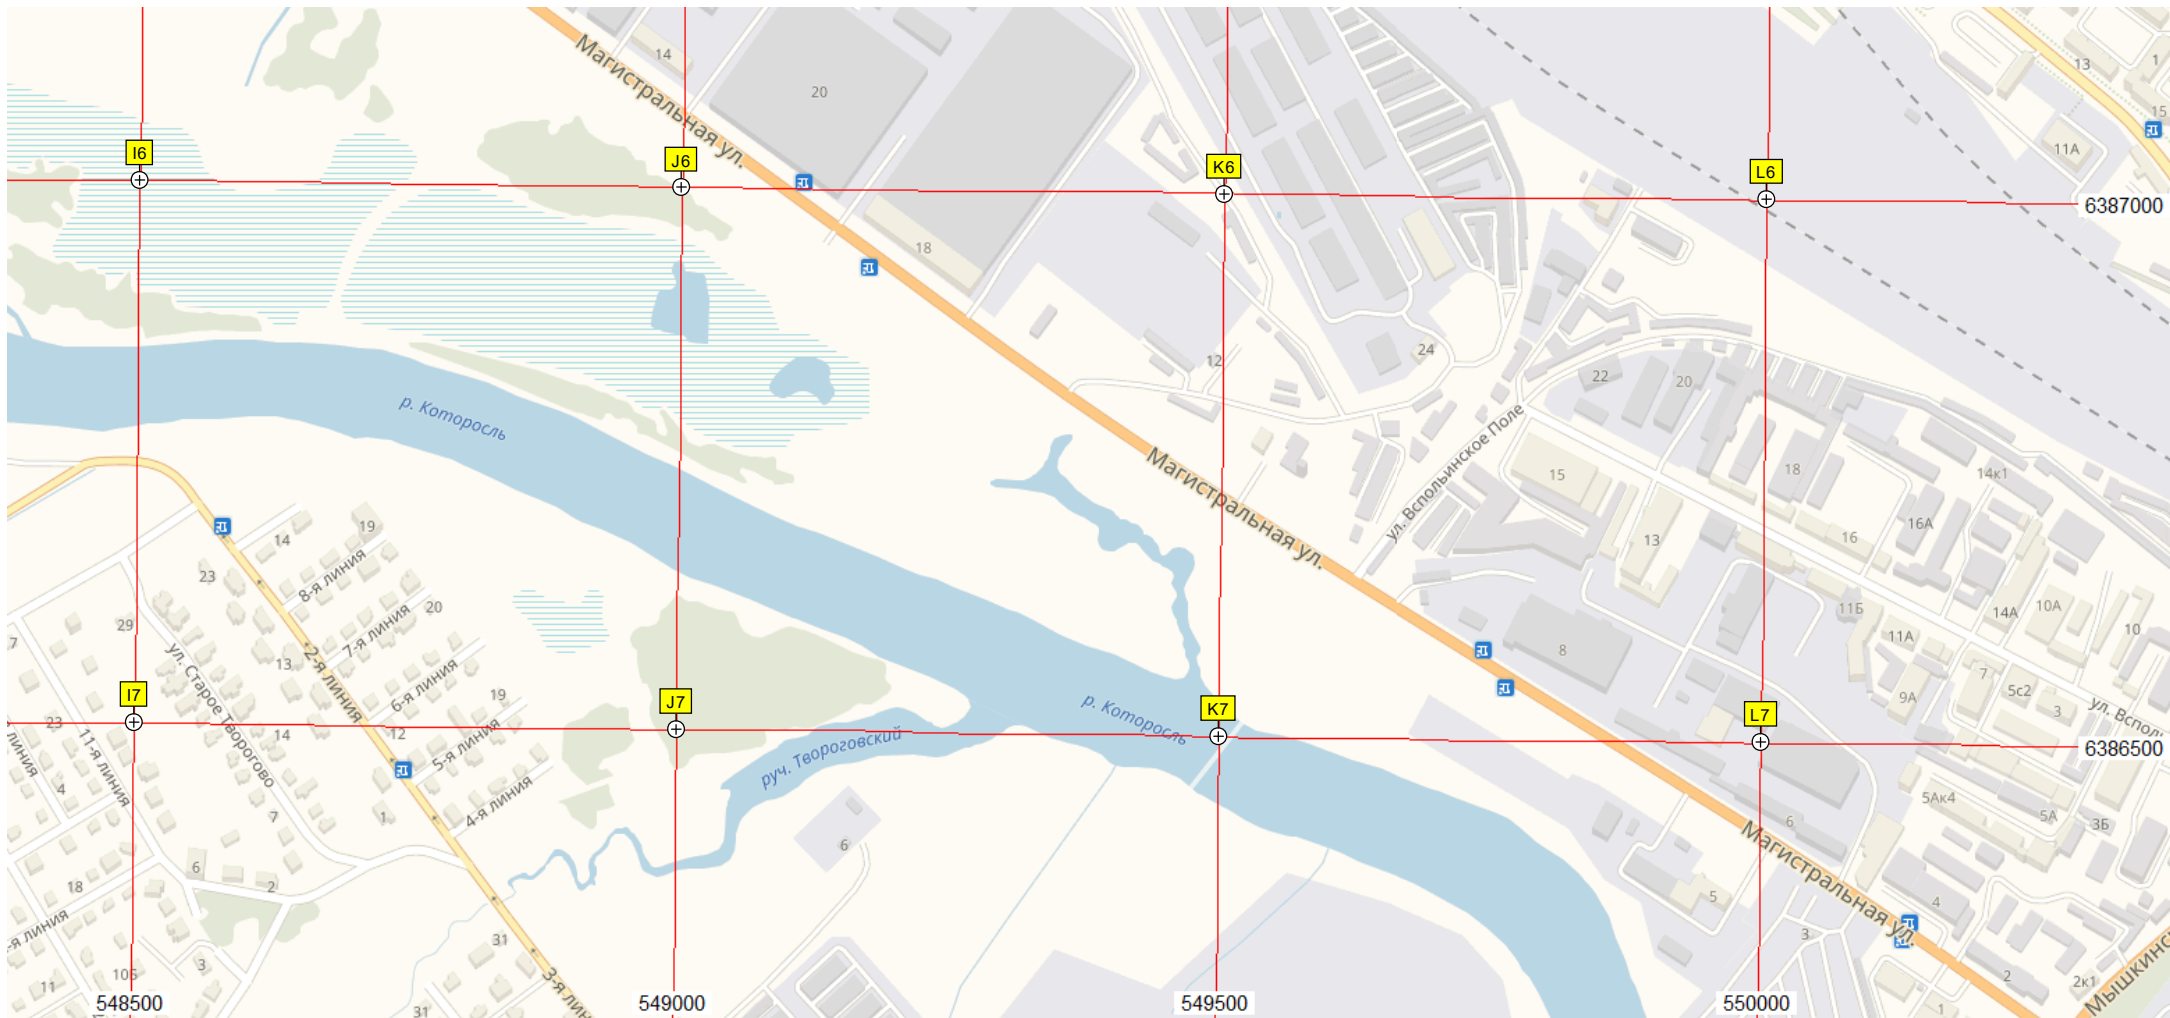 14
Магистральная ул.
20
13
1
15
11А
I6
J6
K6
L6
6387000
18
12
24
22
20
р. Которосль
ул. Вспольинское Поле
15
18
14к1
16А
16
13
Магистральная ул.
14
19
8-я линия
23
20
7-я линия
29
7
13
2-я линия
6-я линия
19
ул. Старое Творогово
11Б
14А
10А
10
11А
8
7
5с2
9А
3
I7
J7
K7
L7
р. Которосль
6386500
23
14
12
5-я линия
руч. Твороговский
11-я линия
линия
4
7
1
4-я линия
6
5Ак4
5А
3Б
6
Магистральная ул.
6
2
18
5
4
3
31
3
10Б
11
2
2к1
1
31
548500
549000
549500
550000